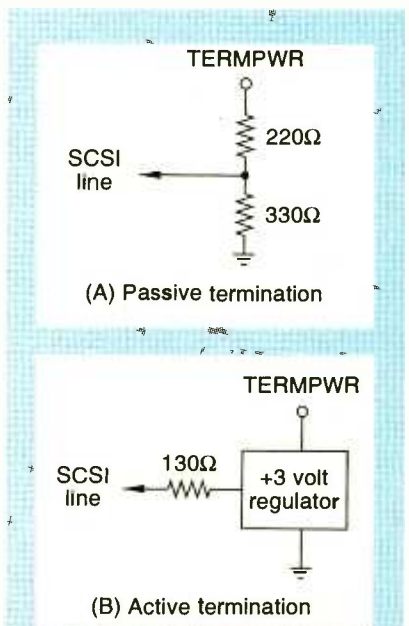 TERMPWR
220Ω
SCSI
line
330Ω
(A) Passive termination
TERMPWR
130Ω
SCSI
line
+3 volt
regulator
(B) Active termination